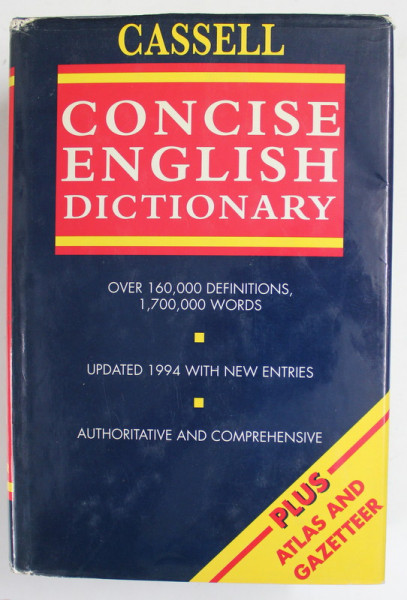 CASSELL
CONCISE
ENGLISH
DICTIONARY
OVER 160,000 DEFINITIONS,
1,700,000 WORDS
UPDATED 1994 WITH NEW ENTRIES
AUTHORITATIVE AND COMPREHENSIVE
PLUS
ATLAS AND
GAZETTEER